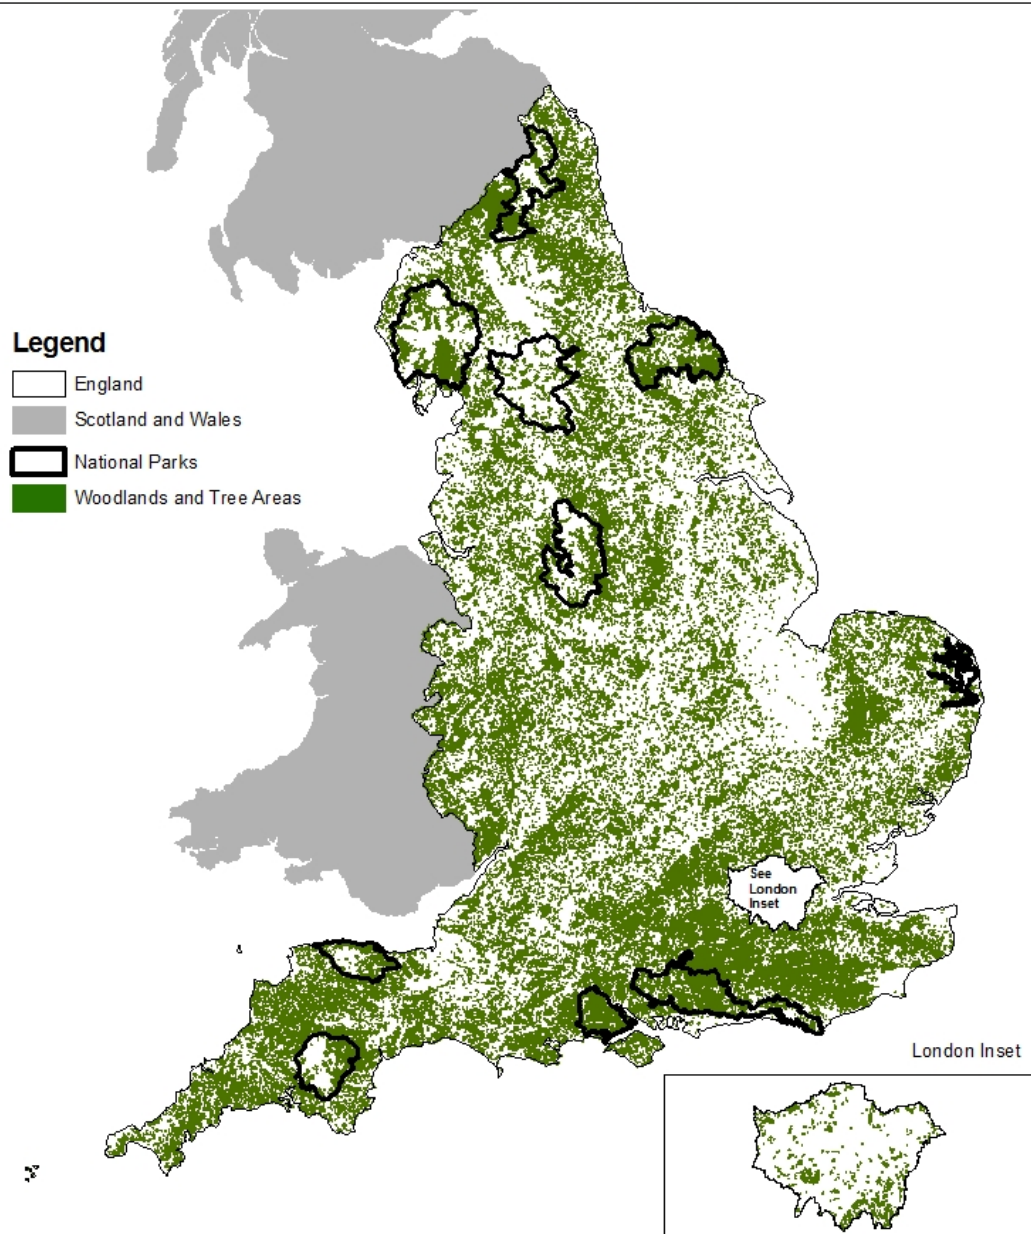 Legend
England
Scotland and Wales
National Parks
Woodlands and Tree Areas
See
London
Inset
London Inset